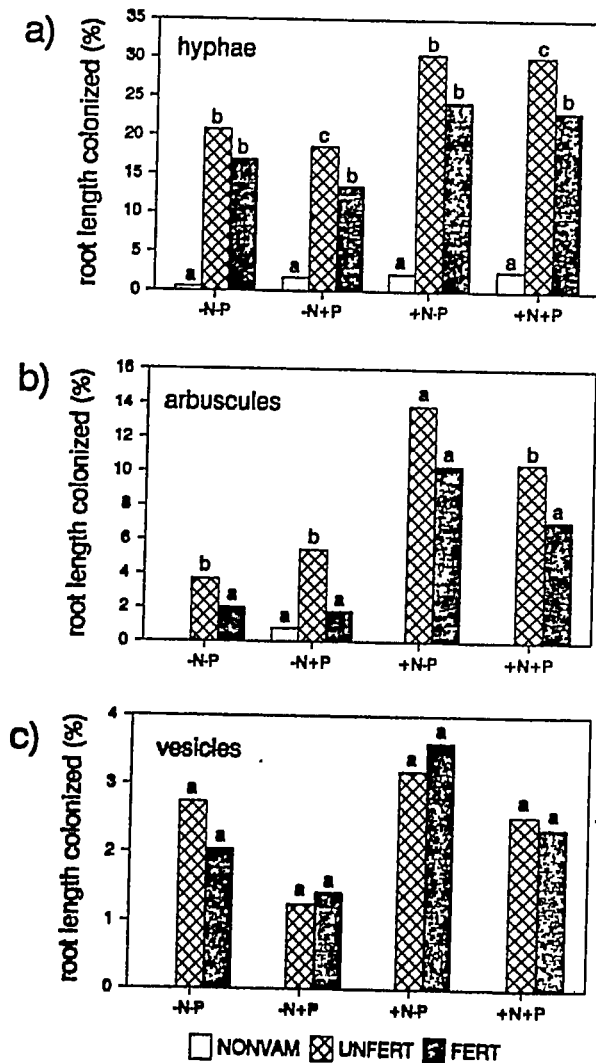 a)
hyphae
root length colonized (%)
35
30
25
20
15
10
5
0
a b b
a c b
a b b
a c b
-N-P -N+P +N-P +N+P
b)
arbuscules
root length colonized (%)
16
14
12
10
8
6
4
2
0
b a
a b a
a a
b a
-N-P -N+P +N-P +N+P
c)
vesicles
root length colonized (%)
4
3
2
1
0
a a
a a
a a
a a
-N-P -N+P +N-P +N+P
NONVAM UNFERT FERT